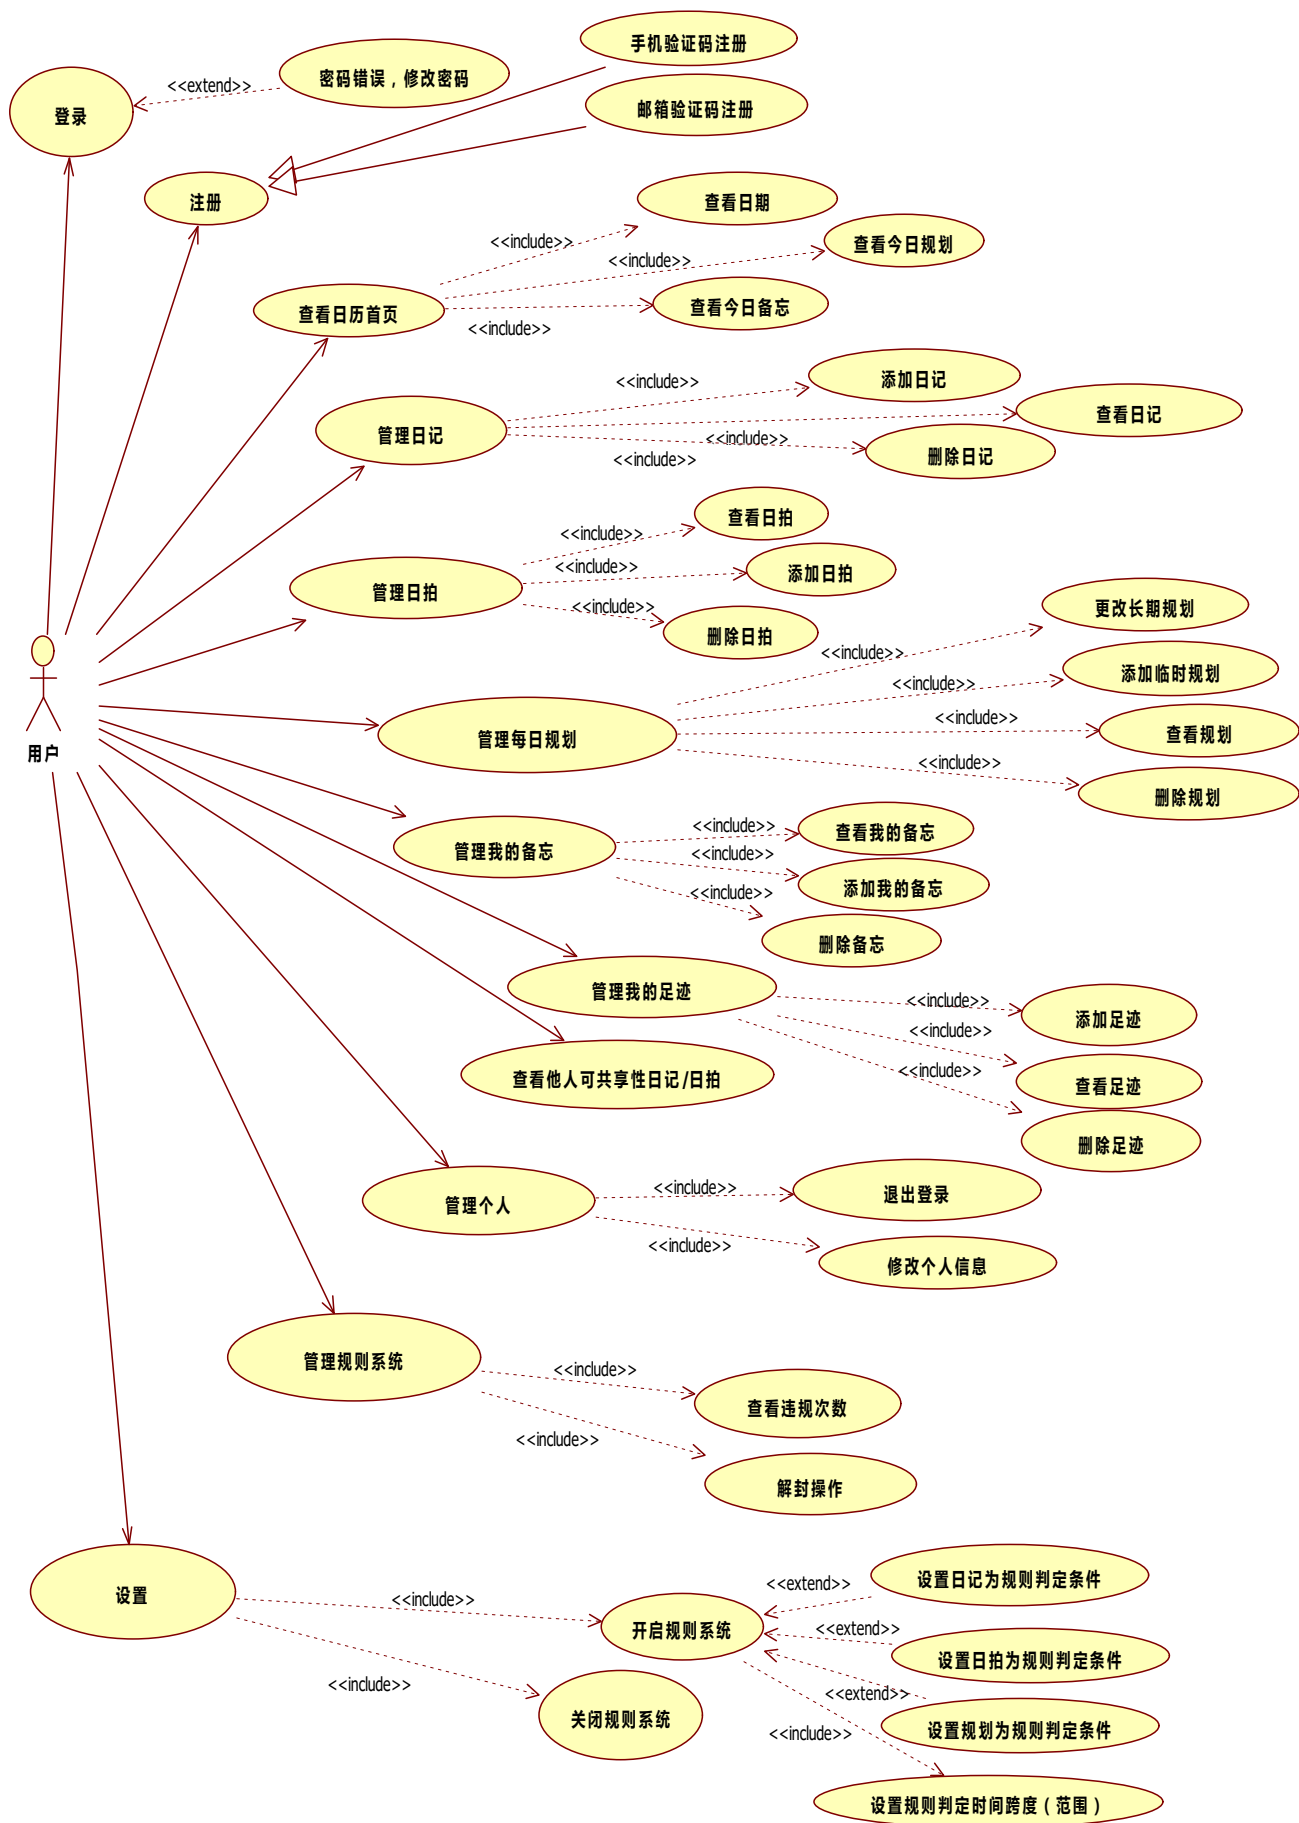 手机验证码注册
密码错误，修改密码
<<extend>>
登录
邮箱验证码注册
注册
查看日期
<<include>>
查看今日规划
<<include>>
查看日历首页
查看今日备忘
<<include>>
添加日记
<<include>>
查看日记
管理日记
<<include>>
删除日记
<<include>>
查看日拍
<<include>>
添加日拍
<<include>>
管理日拍
<<include>>
删除日拍
更改长期规划
<<include>>
添加临时规划
<<include>>
<<include>>
查看规划
管理每日规划
用户
<<include>>
删除规划
<<include>>
查看我的备忘
管理我的备忘
<<include>>
添加我的备忘
<<include>>
删除备忘
管理我的足迹
<<include>>
添加足迹
<<include>>
<<include>>
查看他人可共享性日记/日拍
查看足迹
删除足迹
<<include>>
退出登录
管理个人
<<include>>
修改个人信息
管理规则系统
<<include>>
查看违规次数
<<include>>
解封操作
设置
<<include>>
<<extend>>
设置日记为规则判定条件
开启规则系统
<<extend>>
设置日拍为规则判定条件
<<include>>
<<extend>>
关闭规则系统
设置规划为规则判定条件
<<include>>
设置规则判定时间跨度（范围）